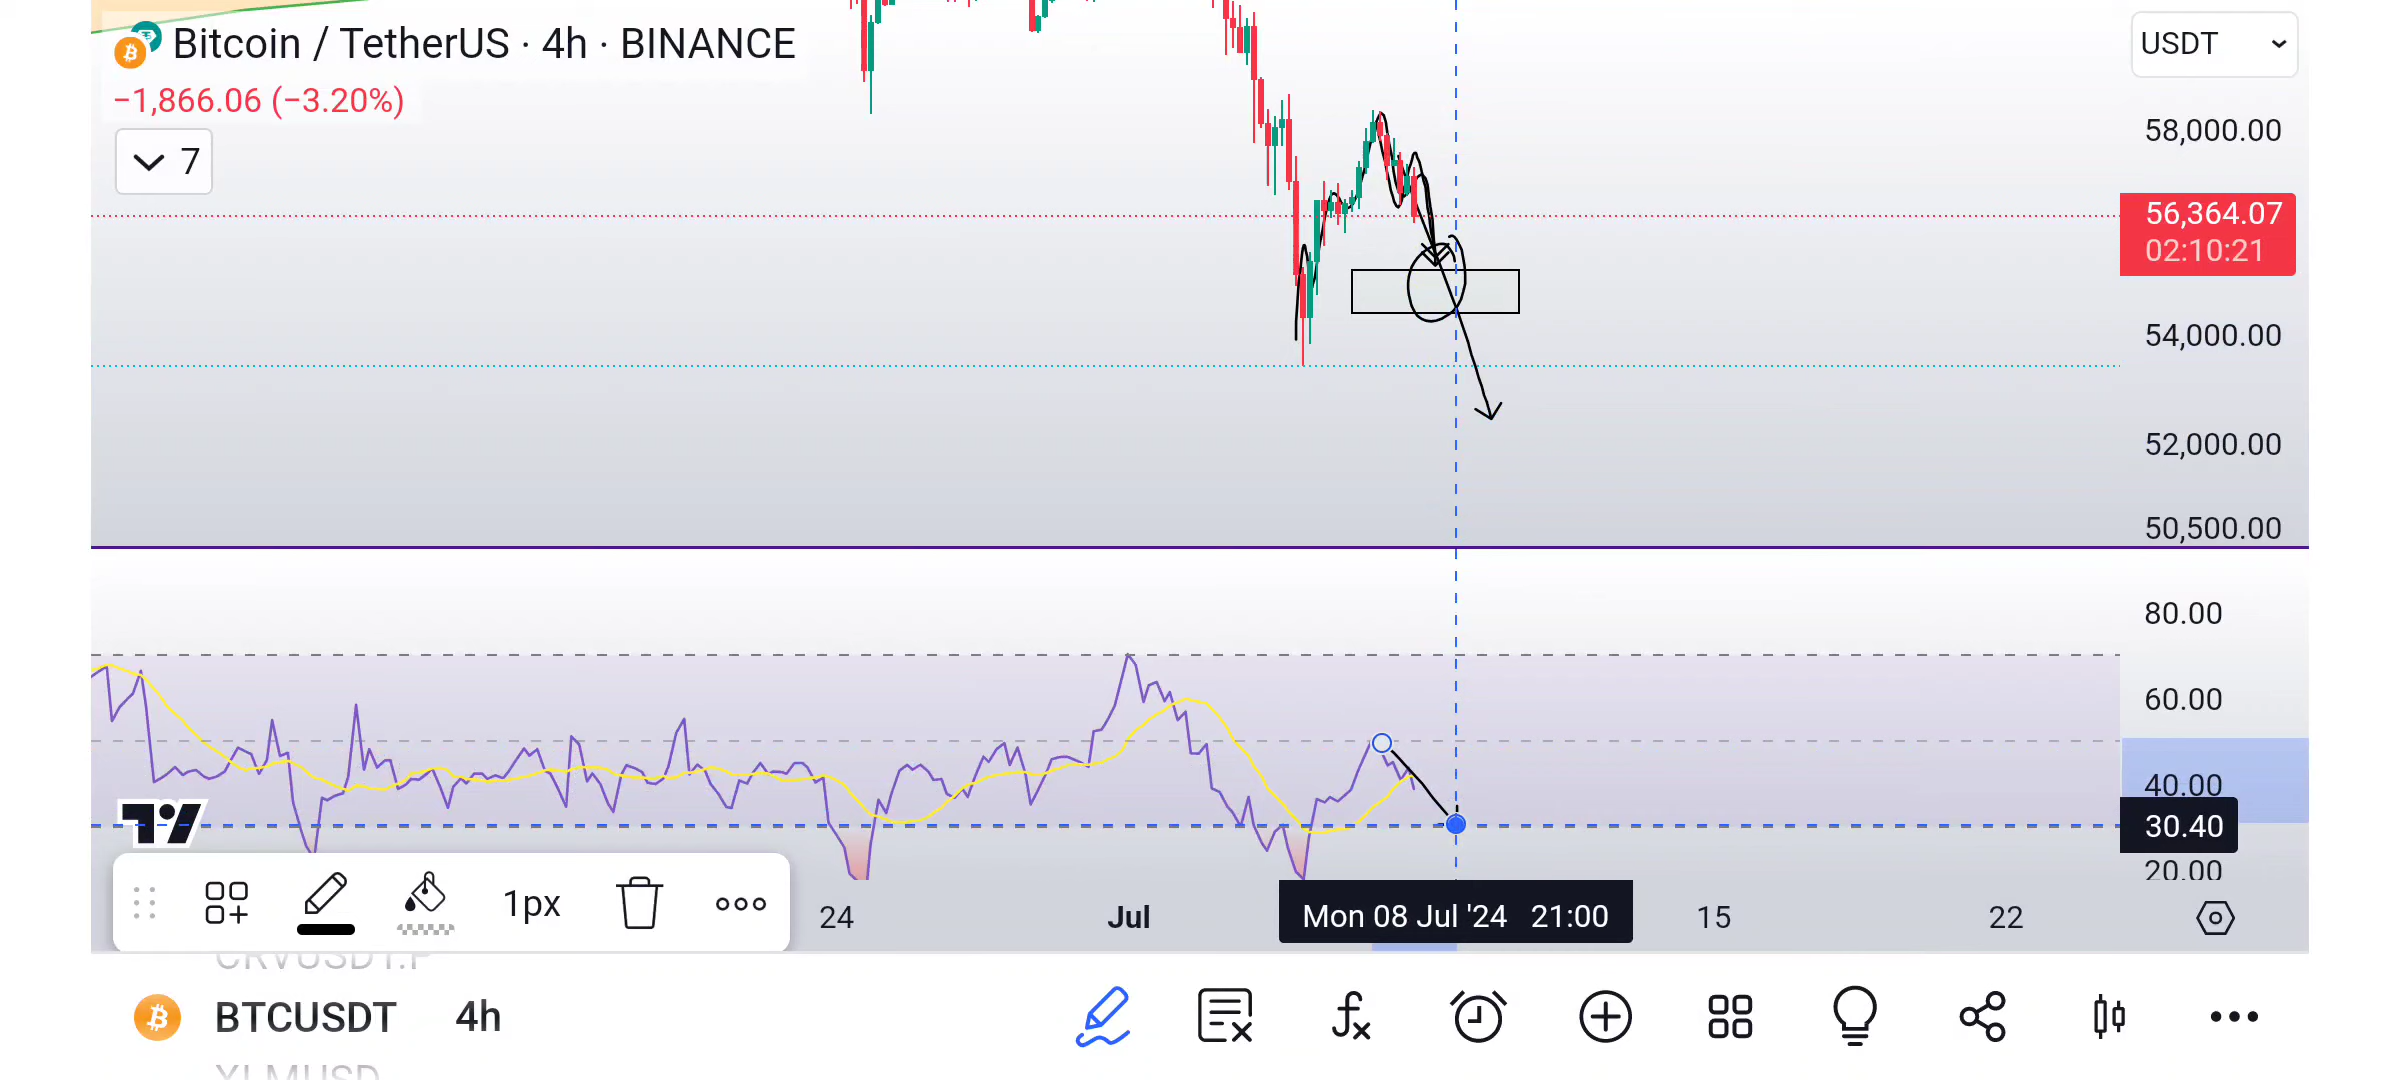 Bitcoin / TetherUS · 4h · BINANCE
−1,866.06 (−3.20%)
7
USDT
58,000.00
56,364.07
02:10:21
54,000.00
52,000.00
50,500.00
80.00
60.00
40.00
30.40
20.00
1px
24
Jul
Mon 08 Jul '24 21:00
15
22
CRVUSDT.P
BTCUSDT 4h
XLMUSD